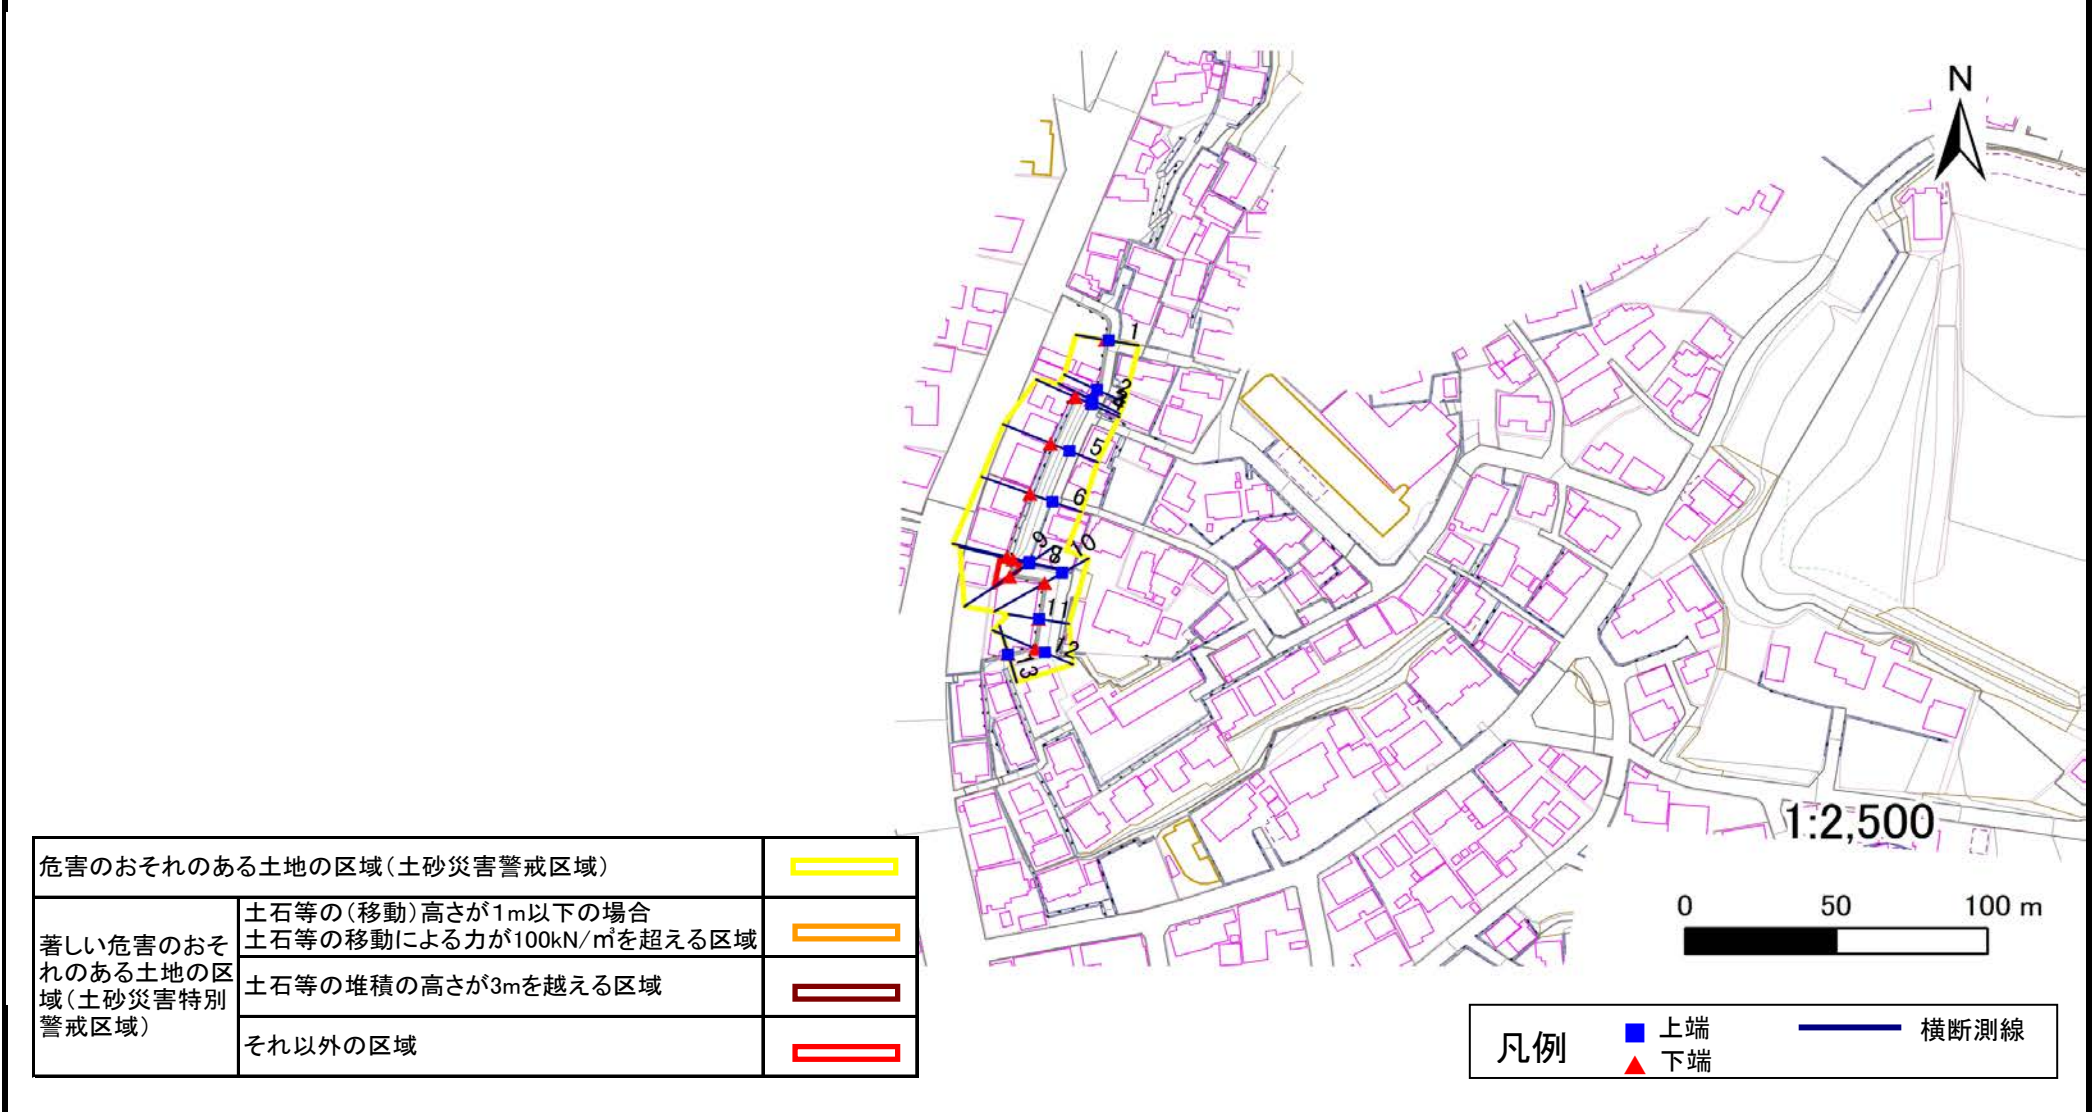 N
1
2
5
6
9
8
10
11
12
13
1:2,500
0 50 100 m
危害のおそれのある土地の区域(土砂災害警戒区域)
著しい危害のおそ
れのある土地の区
域(土砂災害特別
警戒区域)
土石等の(移動)高さが1m以下の場合
土石等の移動による力が100kN/㎡を超える区域
土石等の堆積の高さが3mを越える区域
それ以外の区域
凡例
上端
下端
横断測線